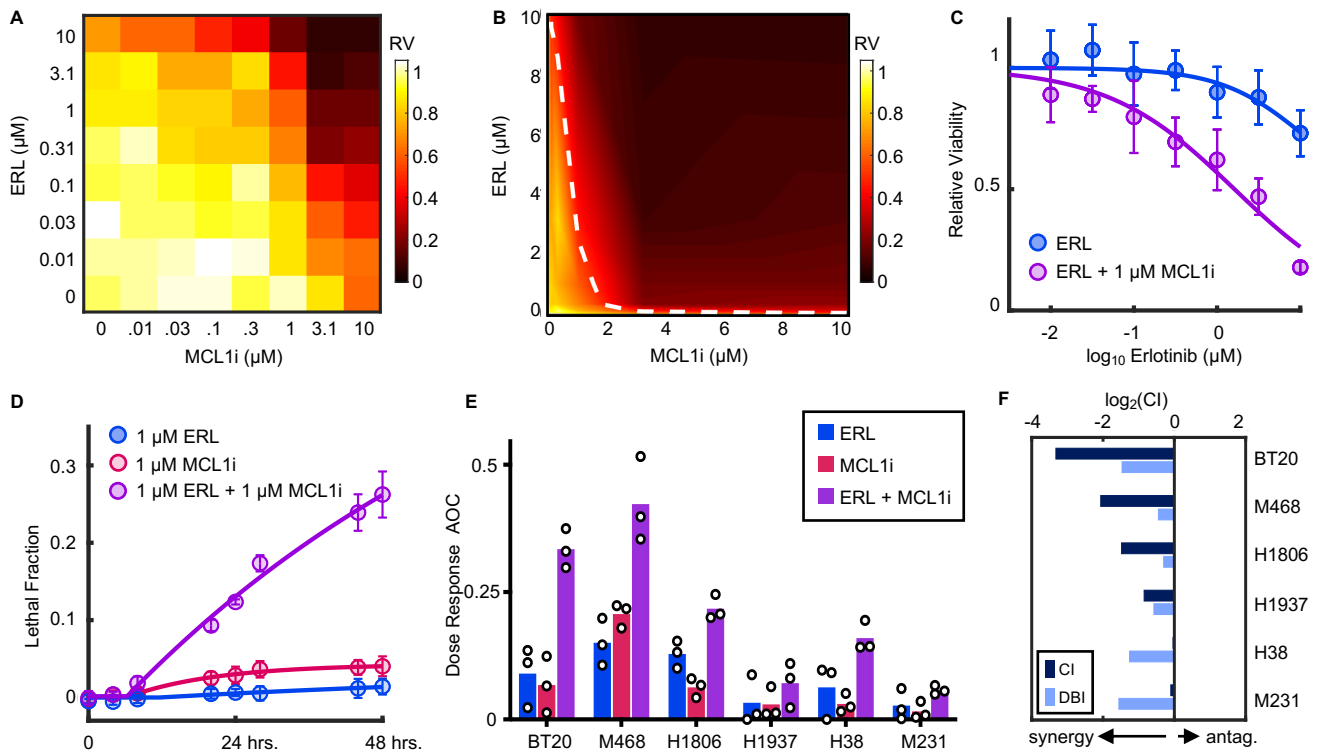 A
RV
ERL (µM)
10
3.1
1
0.31
0.1
0.03
0.01
0
0 .01 .03 .1 .3 1 3.1 10
MCL1i (µM)
1
0.8
0.6
0.4
0.2
0
B
RV
ERL (µM)
10
8
6
4
2
0
0 2 4 6 8 10
MCL1i (µM)
1
0.8
0.6
0.4
0.2
0
C
Relative Viability
1
0.5
0
ERL
ERL + 1 µM MCL1i
-2 -1 0 1
log10 Erlotinib (µM)
D
1 µM ERL
1 µM MCL1i
1 µM ERL + 1 µM MCL1i
Lethal Fraction
0.3
0.2
0.1
0
0 24 hrs. 48 hrs.
E
ERL
MCL1i
ERL + MCL1i
Dose Response AOC
0.5
0.25
0
BT20 M468 H1806 H1937 H38 M231
F
log2(CI)
-4 -2 0 2
BT20
M468
H1806
H1937
H38
M231
CI
DBI
synergy antag.